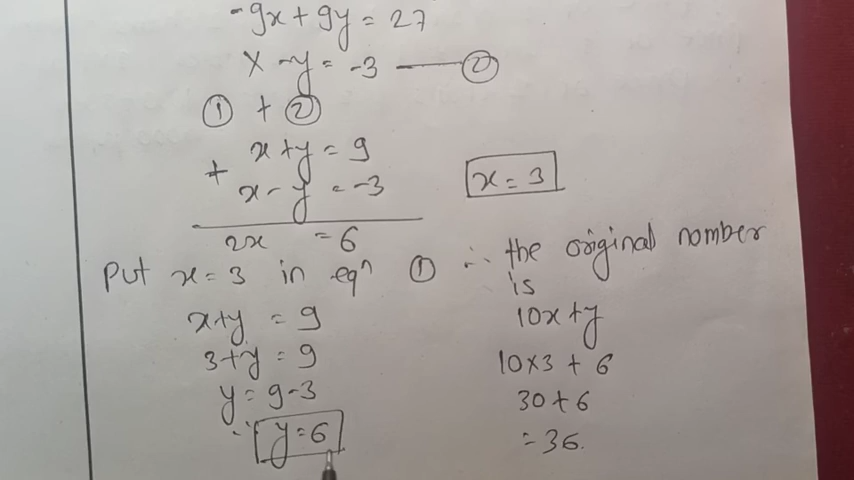 -9x + 9y = 27
x - y = -3 —— ②
① + ②
x + y = 9
+ x - y = -3
2x = 6
x = 3
Put x = 3 in eqⁿ ①
x + y = 9
3 + y = 9
y = 9 - 3
∴ y = 6
∴ the original nomber
is
10x + y
10 × 3 + 6
30 + 6
= 36.